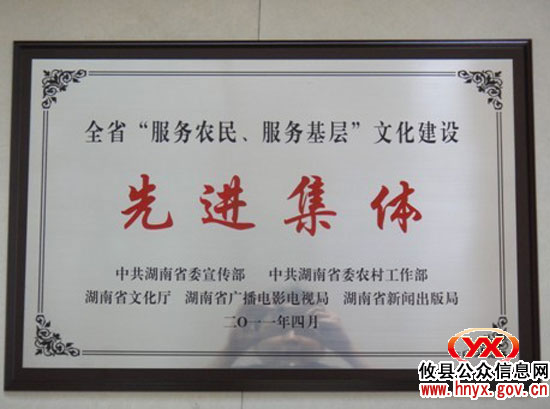 全省“服务农民、服务基层”文化建设
先进集体
中共湖南省委宣传部 中共湖南省委农村工作部
湖南省文化厅 湖南省广播电影电视局 湖南省新闻出版局
二〇一一年四月
YX
攸县公众信息网
www.hnyx.gov.cn